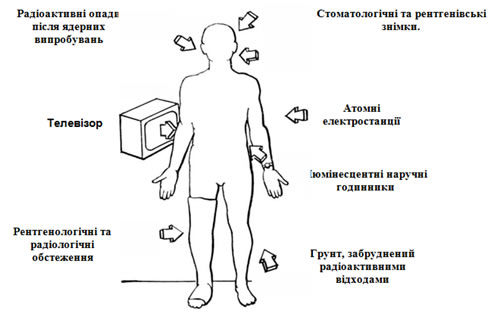 Радіоактивні опади
після ядерних
випробувань
Стоматологічні та рентгенівські
знімки.
Телевізор
Атомні
електростанції
люмінесцентні наручні
годинники
Рентгенологічні та
радіологічні
обстеження
Грунт, забруднений
радіоактивними
відходами